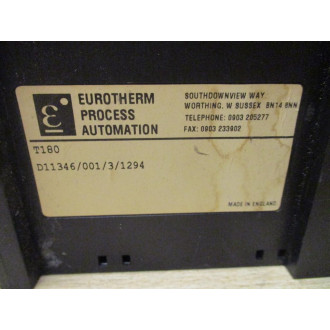 EUROTHERM
PROCESS
AUTOMATION
SOUTHDOWNVIEW WAY
WORTHING, W SUSSEX BN14 8NN
TELEPHONE: 0903 205277
FAX: 0903 233902
T180
D11346/001/3/1294
MADE IN ENGLAND